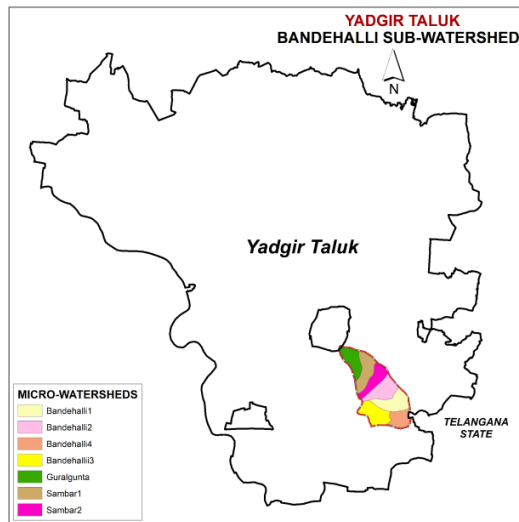 YADGIR TALUK
BANDEHALLI SUB-WATERSHED
N
Yadgir Taluk
TELANGANA
STATE
MICRO-WATERSHEDS
Bandehalli1
Bandehalli2
Bandehalli4
Bandehallii3
Guralgunta
Sambar1
Sambar2